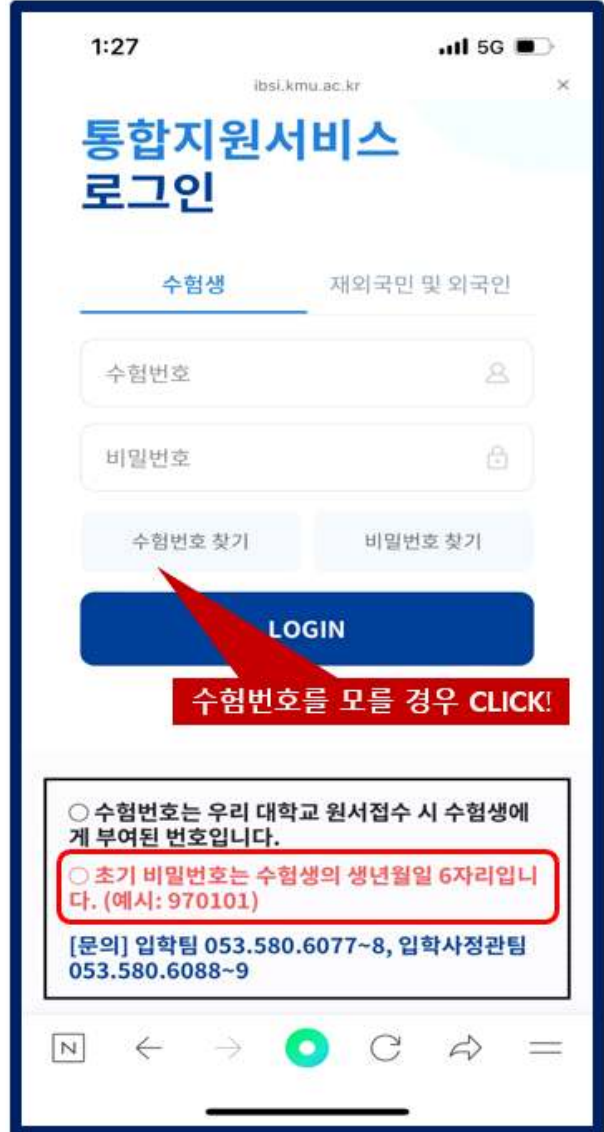 1:27
5G
ibsi.kmu.ac.kr
통합지원서비스
로그인
수험생
재외국민 및 외국인
수험번호
비밀번호
수험번호 찾기
비밀번호 찾기
LOGIN
수험번호를 모를 경우 CLICK!
○ 수험번호는 우리 대학교 원서접수 시 수험생에
게 부여된 번호입니다.
○ 초기 비밀번호는 수험생의 생년월일 6자리입니
다. (예시: 970101)
[문의] 입학팀 053.580.6077~8, 입학사정관팀
053.580.6088~9
N